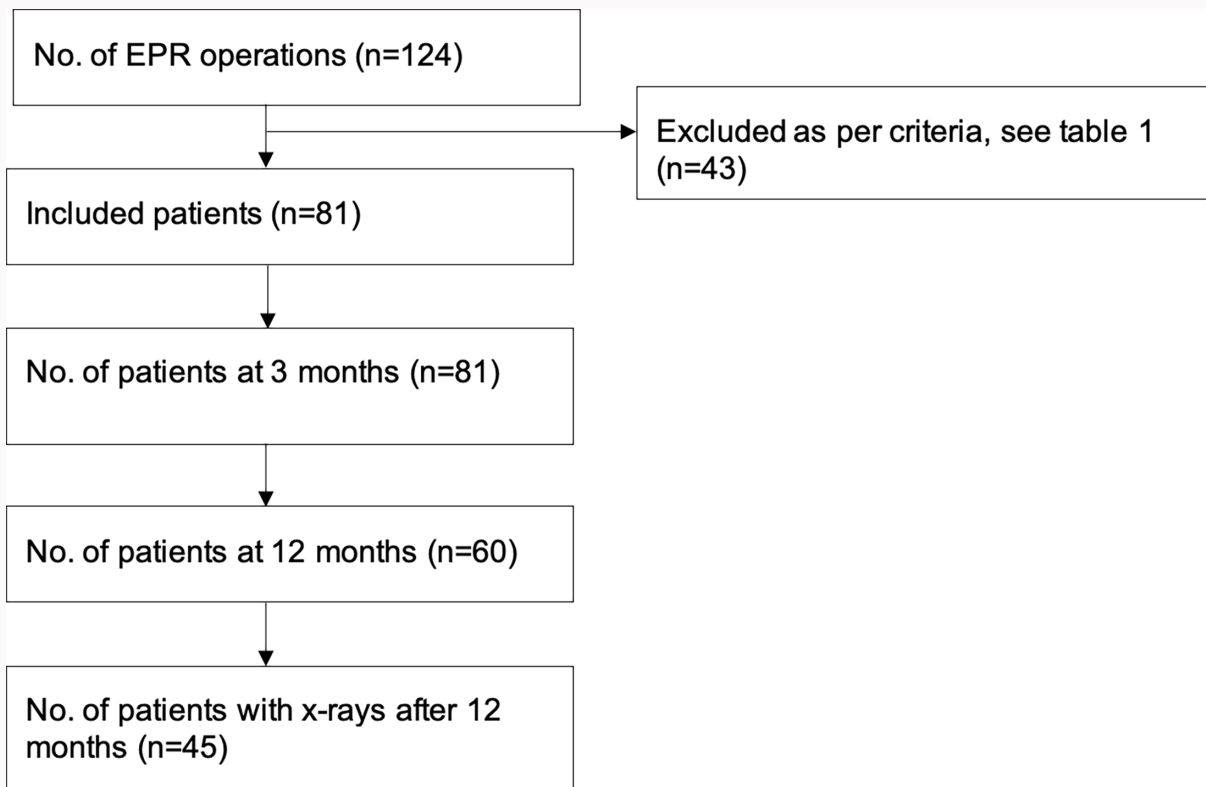 No. of EPR operations (n=124)
Excluded as per criteria, see table 1
(n=43)
Included patients (n=81)
No. of patients at 3 months (n=81)
No. of patients at 12 months (n=60)
No. of patients with x-rays after 12
months (n=45)